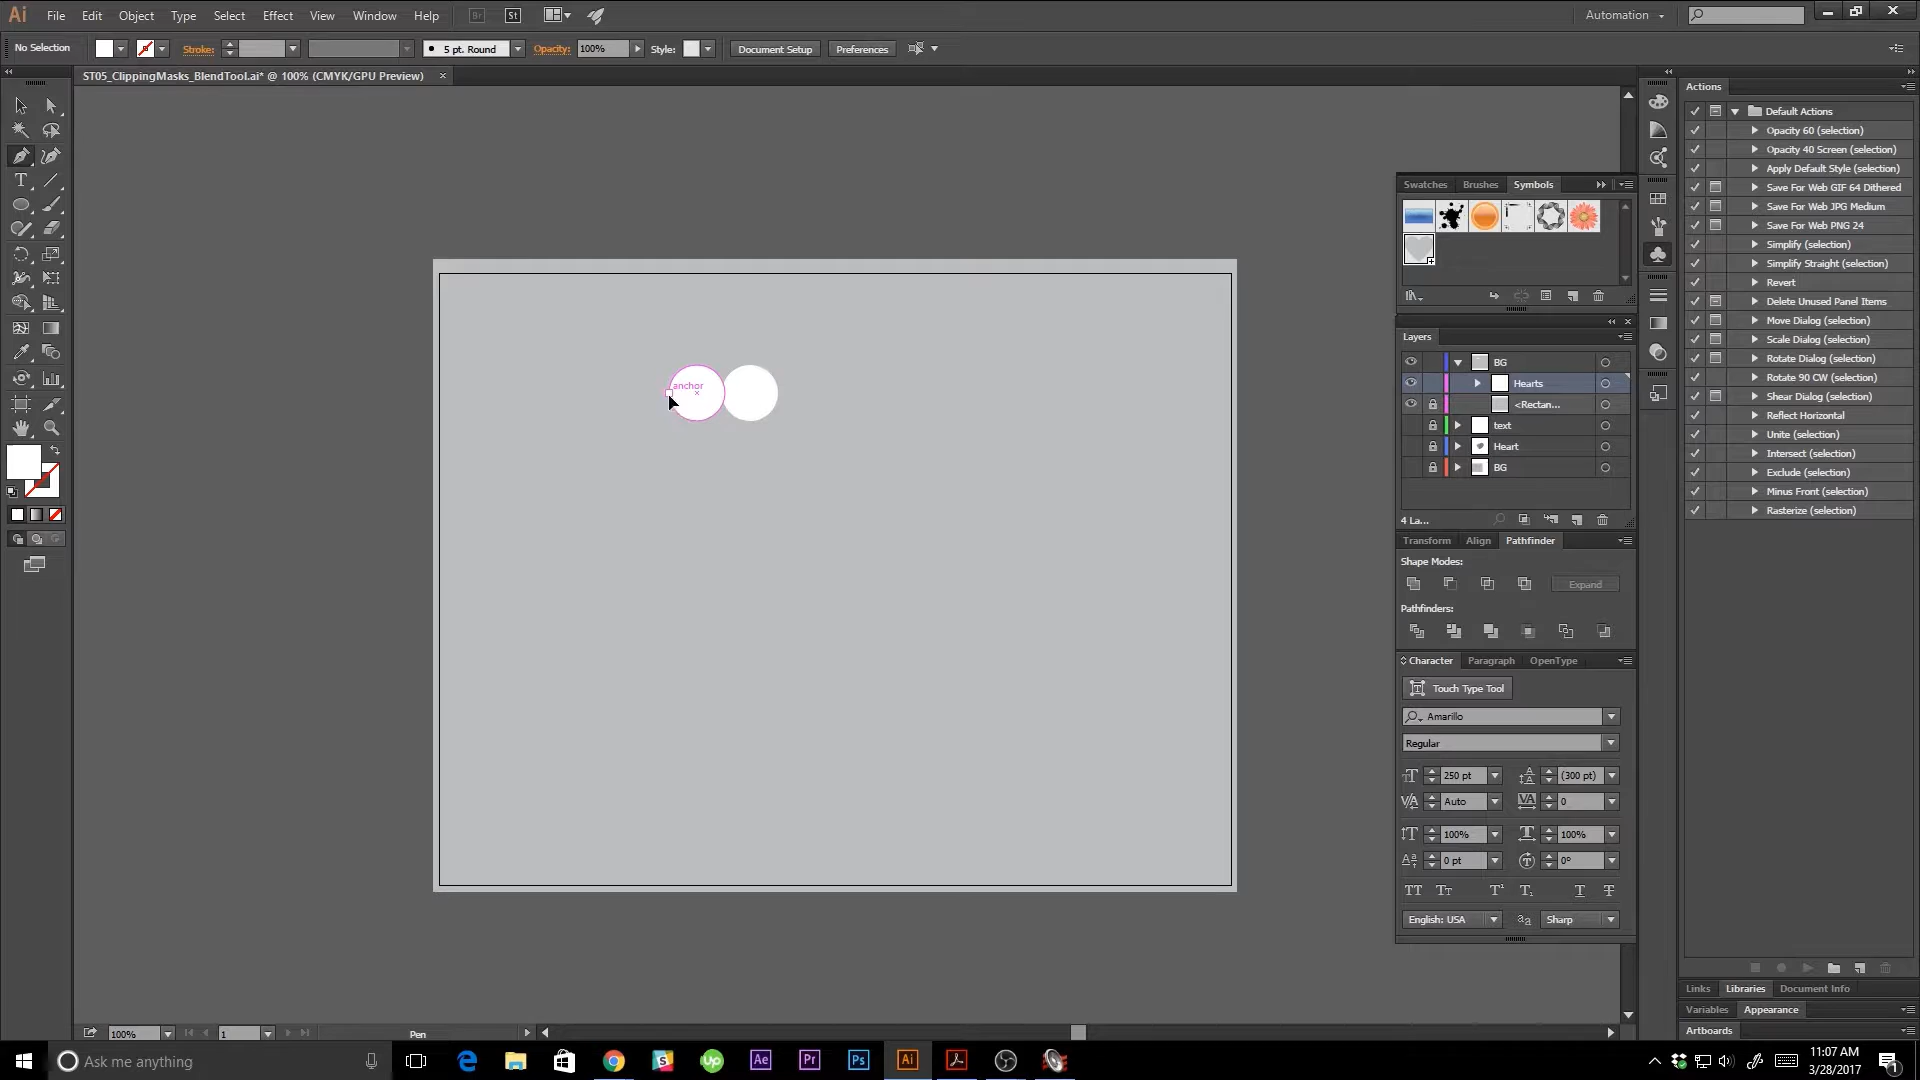 Ai File Edit Object Type Select Effect View Window Help Br St Automation
No Selection Stroke: 5 pt. Round Opacity: 100% Style: Document Setup Preferences
ST05_ClippingMasks_BlendTool.ai* @ 100% (CMYK/GPU Preview) ×
anchor
Swatches Brushes Symbols
Layers
BG
Hearts
<Rectan...
text
Heart
BG
4 La...
Transform Align Pathfinder
Shape Modes:
Expand
Pathfinders:
Character Paragraph OpenType
Touch Type Tool
Amarillo
Regular
250 pt (300 pt)
Auto 0
100% 100%
0 pt 0°
English: USA Sharp
Actions
Default Actions
Opacity 60 (selection)
Opacity 40 Screen (selection)
Apply Default Style (selection)
Save For Web GIF 64 Dithered
Save For Web JPG Medium
Save For Web PNG 24
Simplify (selection)
Simplify Straight (selection)
Revert
Delete Unused Panel Items
Move Dialog (selection)
Scale Dialog (selection)
Rotate Dialog (selection)
Rotate 90 CW (selection)
Shear Dialog (selection)
Reflect Horizontal
Unite (selection)
Intersect (selection)
Exclude (selection)
Minus Front (selection)
Rasterize (selection)
Links Libraries Document Info
Variables Appearance
Artboards
100% 1 Pen
Ask me anything
Up Ae Pr Ps Ai
11:07 AM
3/28/2017
1